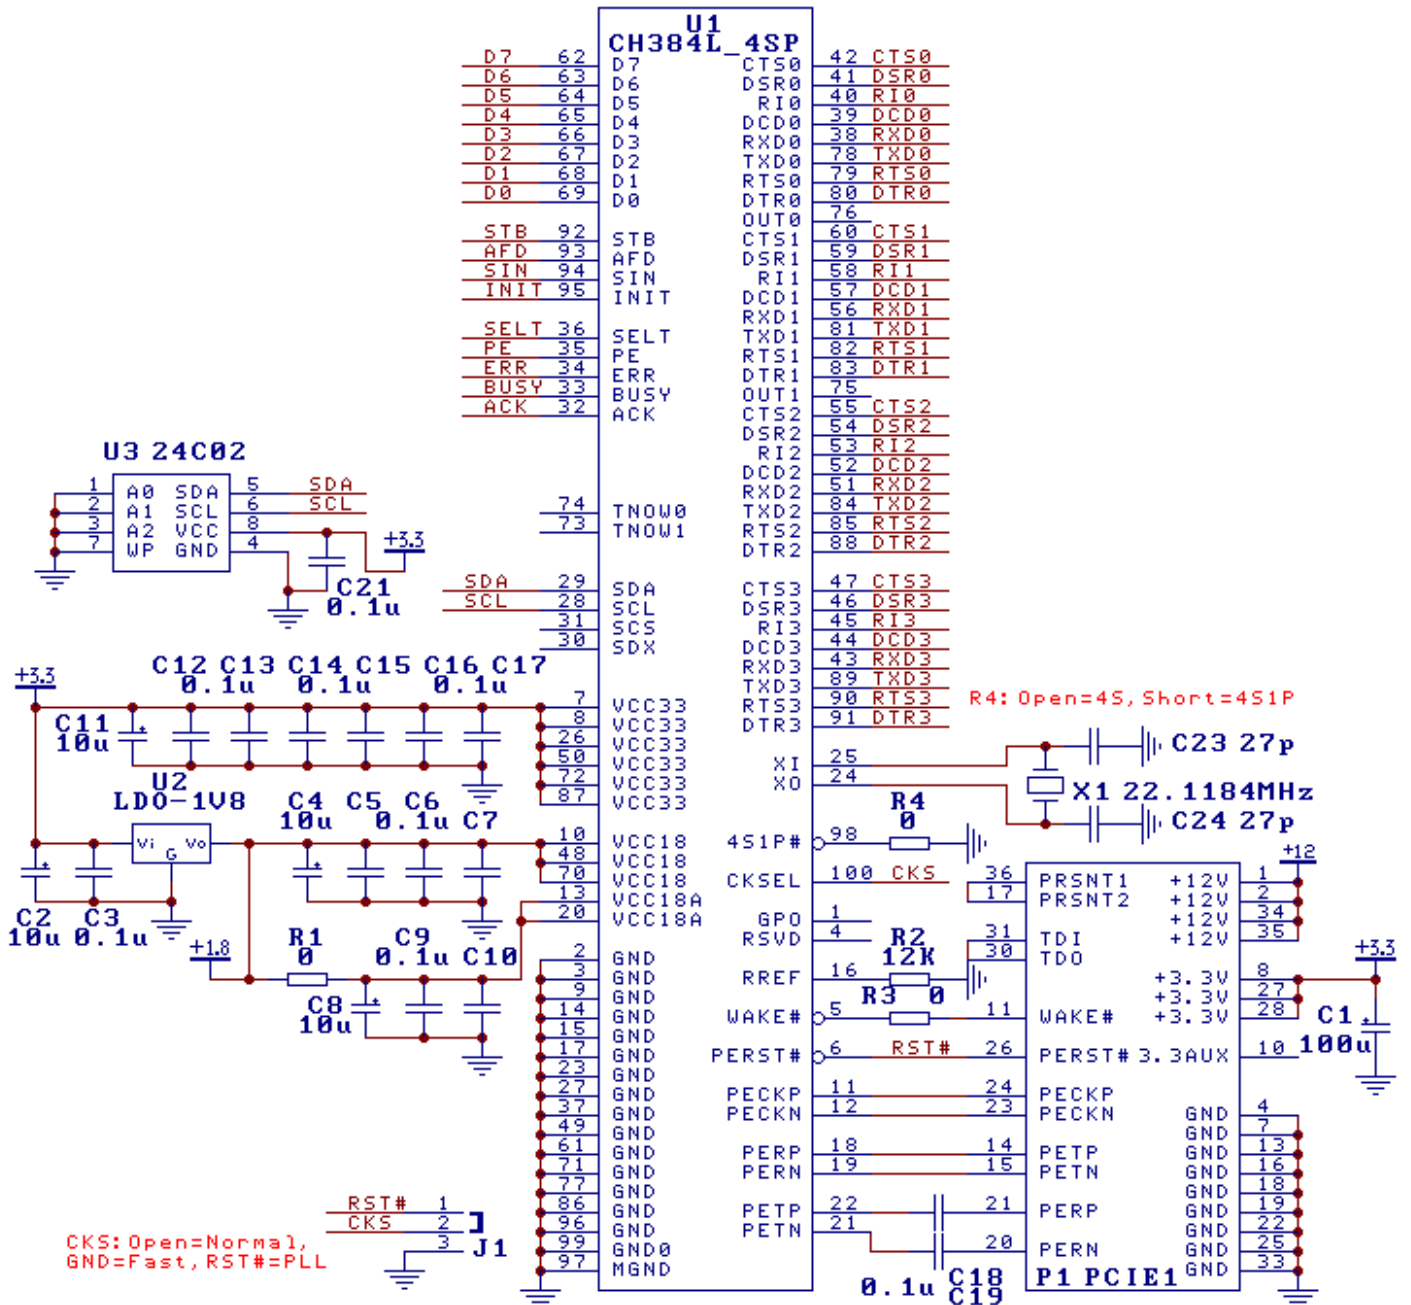 U1
CH384L_4SP
D7 62 D7 CTS0 42 CTS0
D6 63 D6 DSR0 41 DSR0
D5 64 D5 RI0 40 RI0
D4 65 D4 DCD0 39 DCD0
D3 66 D3 RXD0 38 RXD0
D2 67 D2 TXD0 78 TXD0
D1 68 D1 RTS0 79 RTS0
D0 69 D0 DTR0 80 DTR0
OUT0 76
STB 92 STB CTS1 60 CTS1
AFD 93 AFD DSR1 59 DSR1
SIN 94 SIN RI1 58 RI1
INIT 95 INIT DCD1 57 DCD1
RXD1 56 RXD1
SELT 36 SELT TXD1 81 TXD1
PE 35 PE RTS1 82 RTS1
ERR 34 ERR DTR1 83 DTR1
BUSY 33 BUSY OUT1 75
ACK 32 ACK CTS2 55 CTS2
DSR2 54 DSR2
U3 24C02 RI2 53 RI2
DCD2 52 DCD2
1 A0 SDA 5 SDA RXD2 51 RXD2
2 A1 SCL 6 SCL 74 TNOW0 TXD2 84 TXD2
3 A2 VCC 8 73 TNOW1 RTS2 85 RTS2
7 WP GND 4 +3.3 DTR2 88 DTR2
C21
0.1u
SDA 29 SDA CTS3 47 CTS3
SCL 28 SCL DSR3 46 DSR3
31 SCS RI3 45 RI3
30 SDX DCD3 44 DCD3
+3.3 C12 C13 C14 C15 C16 C17 RXD3 43 RXD3
0.1u 0.1u 0.1u TXD3 89 TXD3
7 VCC33 RTS3 90 RTS3 R4: Open=4S, Short=4S1P
C11 8 VCC33 DTR3 91 DTR3
10u 26 VCC33
50 VCC33 XI 25 C23 27p
72 VCC33 XO 24 X1 22.1184MHz
87 VCC33 C24 27p
U2
LDO-1V8 C4 C5 C6 C7 R4
10u 0.1u 0
Vi G Vo 10 VCC18 4S1P# 98 +12
48 VCC18
70 VCC18 CKSEL 100 CKS 36 PRSNT1 +12V 1
13 VCC18A 17 PRSNT2 +12V 2
C2 C3 20 VCC18A GPO 1 +12V 34
10u 0.1u RSVD 4 31 TDI +12V 35
+1.8 R1 C9 C10 R2 30 TDO +3.3
0 0.1u 12K
2 GND
3 GND RREF 16 +3.3V 8
9 GND R3 0 +3.3V 27
C8 14 GND WAKE# 5 11 WAKE# +3.3V 28 C1
10u 15 GND 100u
17 GND PERST# 6 RST# 26 PERST# 3.3AUX 10
23 GND
27 GND PECKP 11 24 PECKP
37 GND PECKN 12 23 PECKN GND 4
49 GND GND 7
61 GND PERP 18 14 PETP GND 13
71 GND PERN 19 15 PETN GND 16
77 GND GND 18
RST# 1 86 GND PETP 22 21 PERP GND 19
CKS 2 96 GND PETN 21 GND 22
3 J1 99 GND0 20 PERN GND 25
97 MGND GND 33
CKS: Open=Normal,
GND=Fast, RST#=PLL
0.1u C18
C19
P1 PCIE1